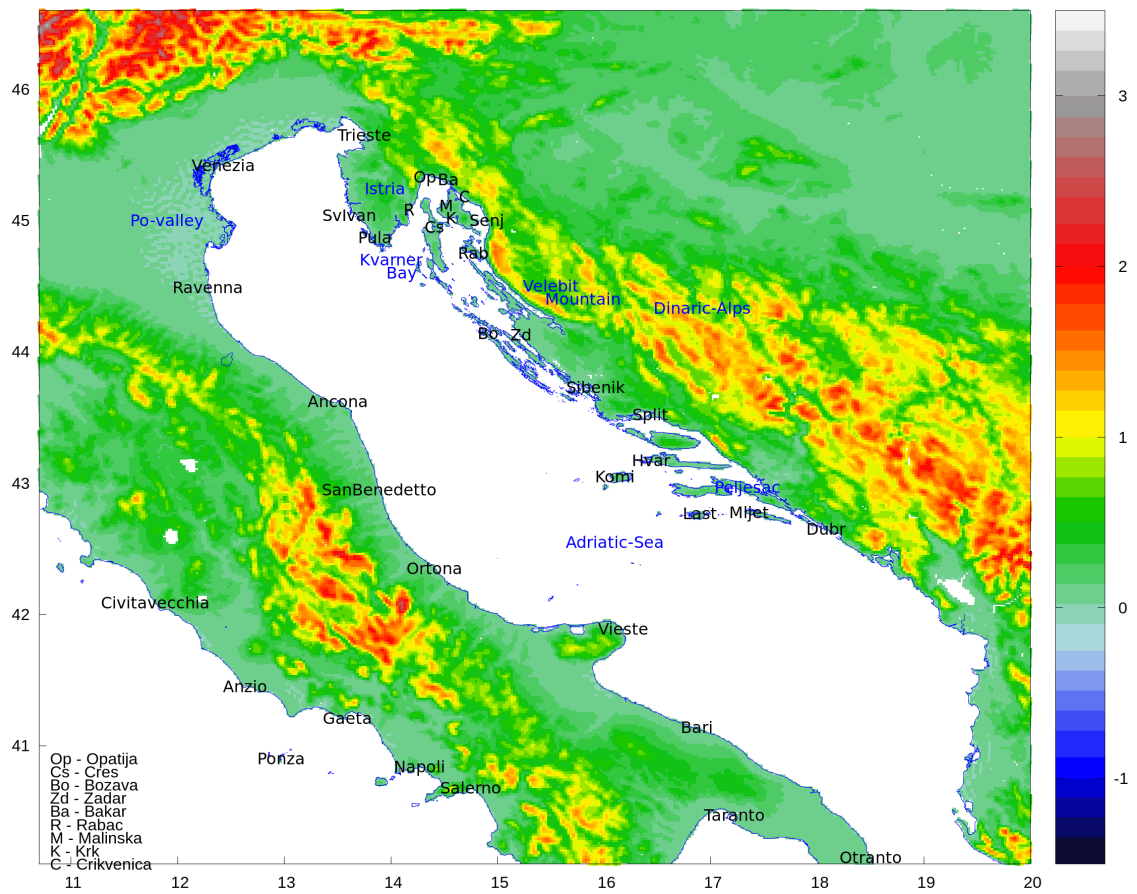 46
45
44
43
42
41
11
12
13
14
15
16
17
18
19
20
3
2
1
0
-1
Trieste
Venezia
Op
Ba
C
Istria
M
R
K
Svlvan
Senj
Po-valley
Cs
Pula
Rab
Kvarner
Bay
Ravenna
Velebit
Mountain
Dinaric-Alps
Bo
Zd
Sibenik
Ancona
Split
Hvar
Komi
SanBenedetto
Peljesac
Last
Mljet
Dubr
Adriatic-Sea
Ortona
Civitavecchia
Vieste
Anzio
Gaeta
Bari
Ponza
Napoli
Salerno
Taranto
Otranto
Op - Opatija
Cs - Cres
Bo - Bozava
Zd - Zadar
Ba - Bakar
R - Rabac
M - Malinska
K - Krk
C - Crikvenica